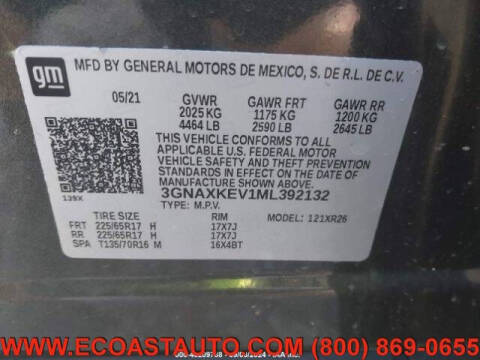 gm
MFD BY GENERAL MOTORS DE MEXICO, S. DE R.L. DE C.V.
05/21 GVWR GAWR FRT GAWR RR
2025 KG 1175 KG 1200 KG
4464 LB 2590 LB 2645 LB
THIS VEHICLE CONFORMS TO ALL
APPLICABLE U.S. FEDERAL MOTOR
VEHICLE SAFETY AND THEFT PREVENTION
STANDARDS IN EFFECT ON THE DATE OF
MANUFACTURE SHOWN ABOVE.
139X
3GNAXKEV1ML392132
TYPE: M.P.V. MODEL: 121XR26
TIRE SIZE RIM
FRT 225/65R17 H 17X7J
RR 225/65R17 H 17X7J
SPA T135/70R16 M 16X4BT
WWW.ECOASTAUTO.COM (800) 869-0655